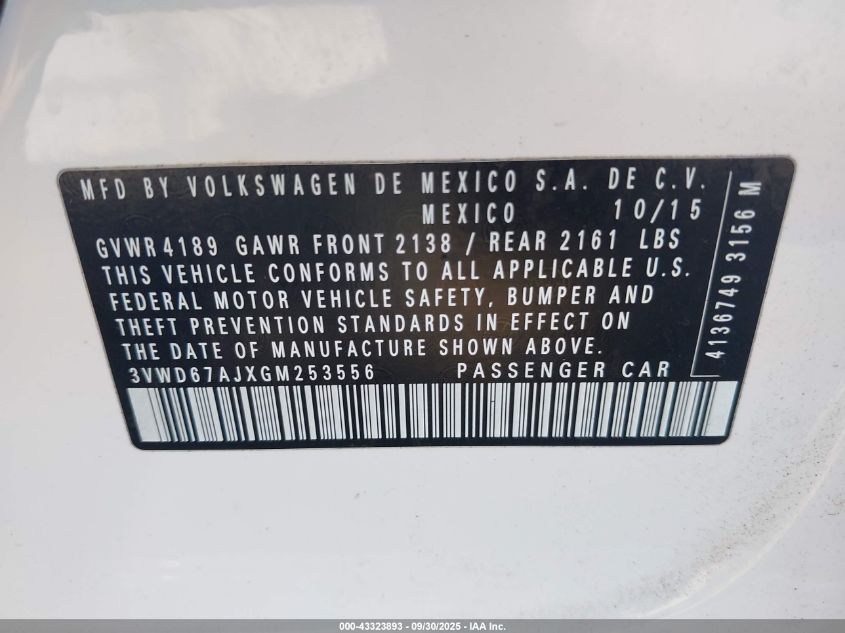 MFD BY VOLKSWAGEN DE MEXICO S.A. DE C.V.
MEXICO 10/15
GVWR 4189 GAWR FRONT 2138 / REAR 2161 LBS
THIS VEHICLE CONFORMS TO ALL APPLICABLE U.S.
FEDERAL MOTOR VEHICLE SAFETY, BUMPER AND
THEFT PREVENTION STANDARDS IN EFFECT ON
THE DATE OF MANUFACTURE SHOWN ABOVE.
3VWD67AJXGM253556 PASSENGER CAR
4136749 3156 M
000-43323893 - 09/30/2025 - IAA Inc.